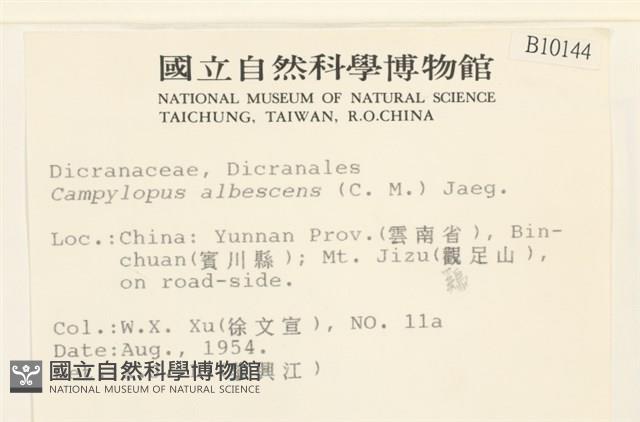 B10144
國立自然科學博物館
NATIONAL MUSEUM OF NATURAL SCIENCE
TAICHUNG, TAIWAN, R.O.CHINA
Dicranaceae, Dicranales
Campylopus albescens (C. M.) Jaeg.
Loc.:China: Yunnan Prov.(雲南省), Bin-
chuan(賓川縣); Mt. Jizu(觀足山),
on road-side. 鷄
Col.:W.X. Xu(徐文宣), NO. 11a
Date:Aug., 1954.
興江)
國立自然科學博物館
NATIONAL MUSEUM OF NATURAL SCIENCE